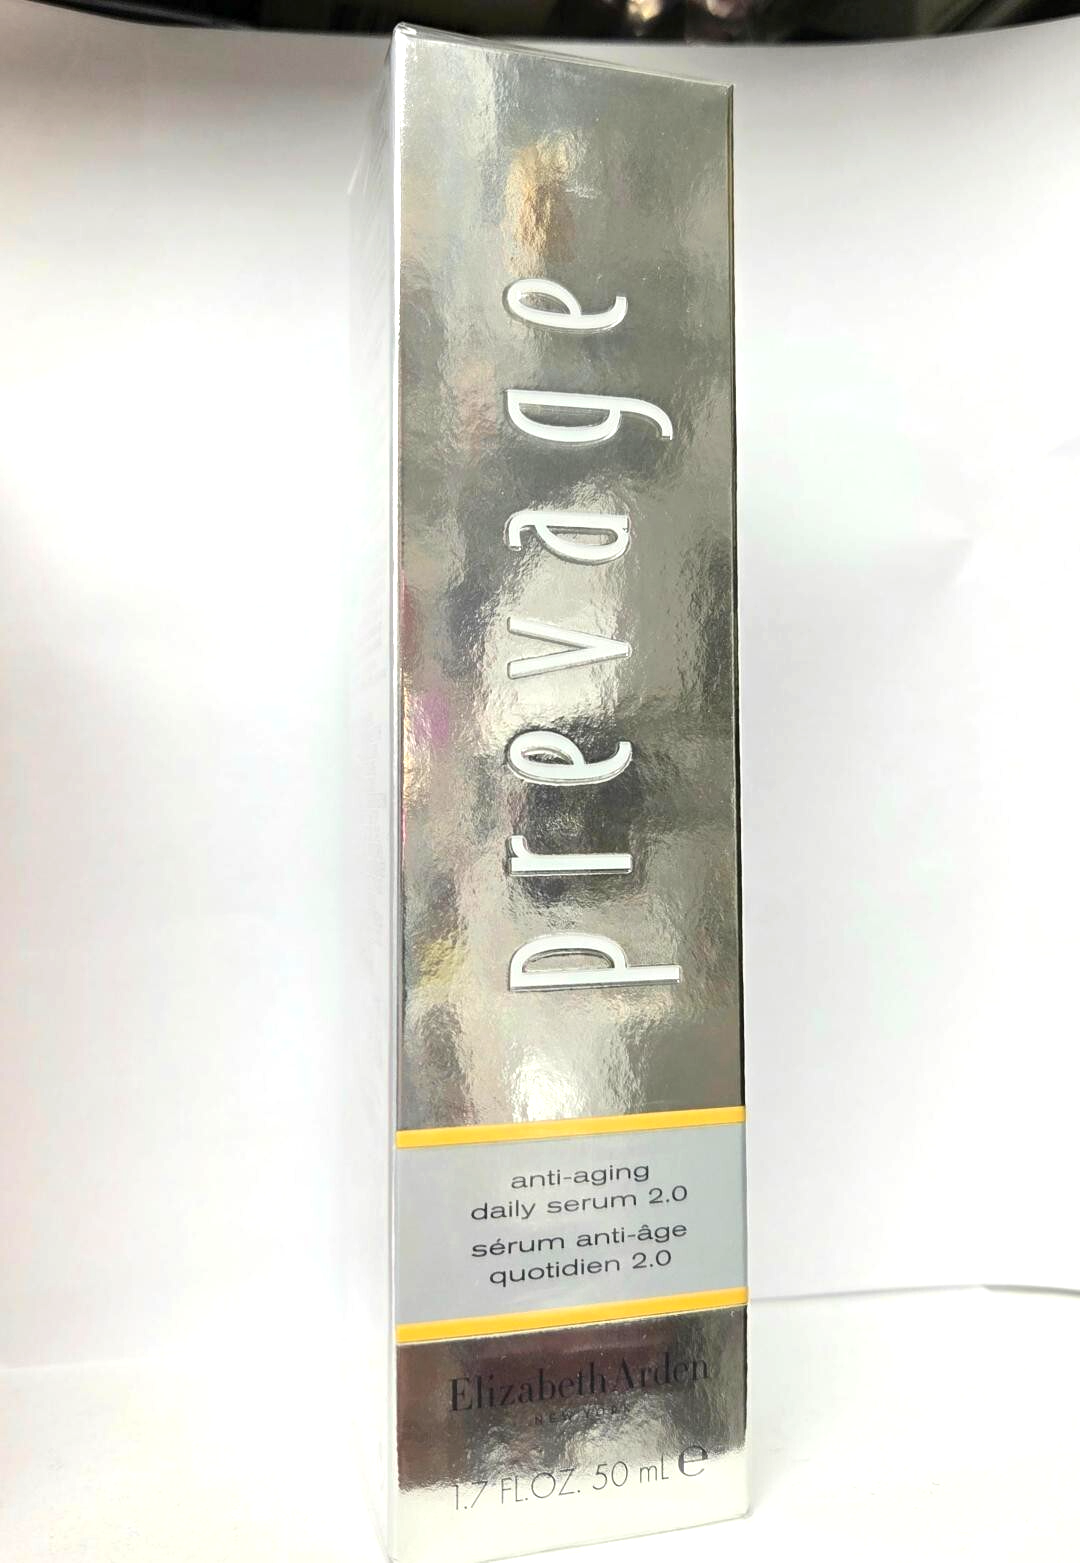 prevage
anti-aging
daily serum 2.0
sérum anti-âge
quotidien 2.0
Elizabeth Arden
NEW YORK
1.7 FL.OZ. 50 mL e